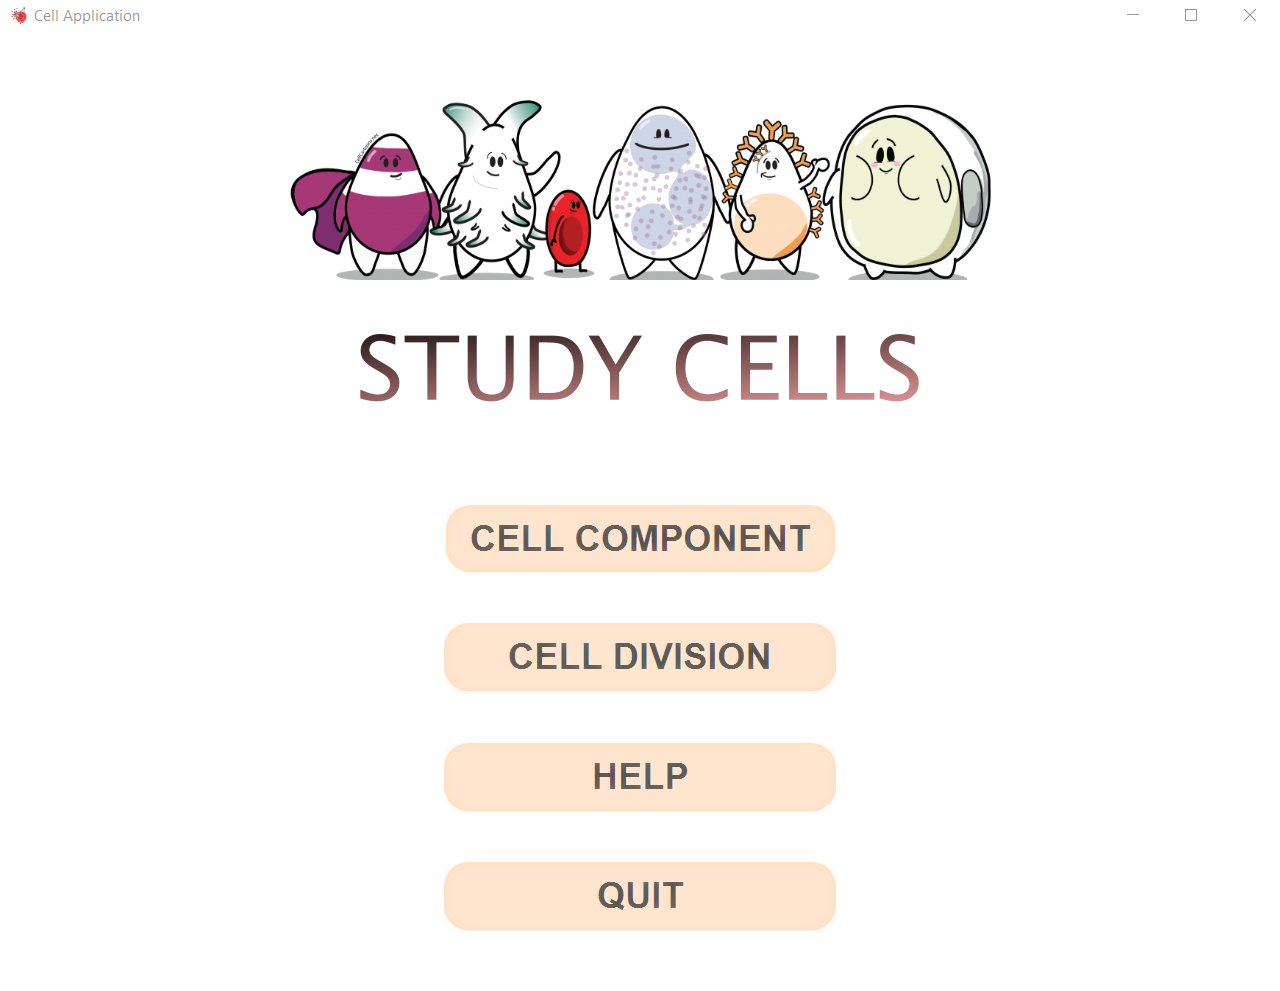 Cell Application
STUDY CELLS
CELL COMPONENT
CELL DIVISION
HELP
QUIT